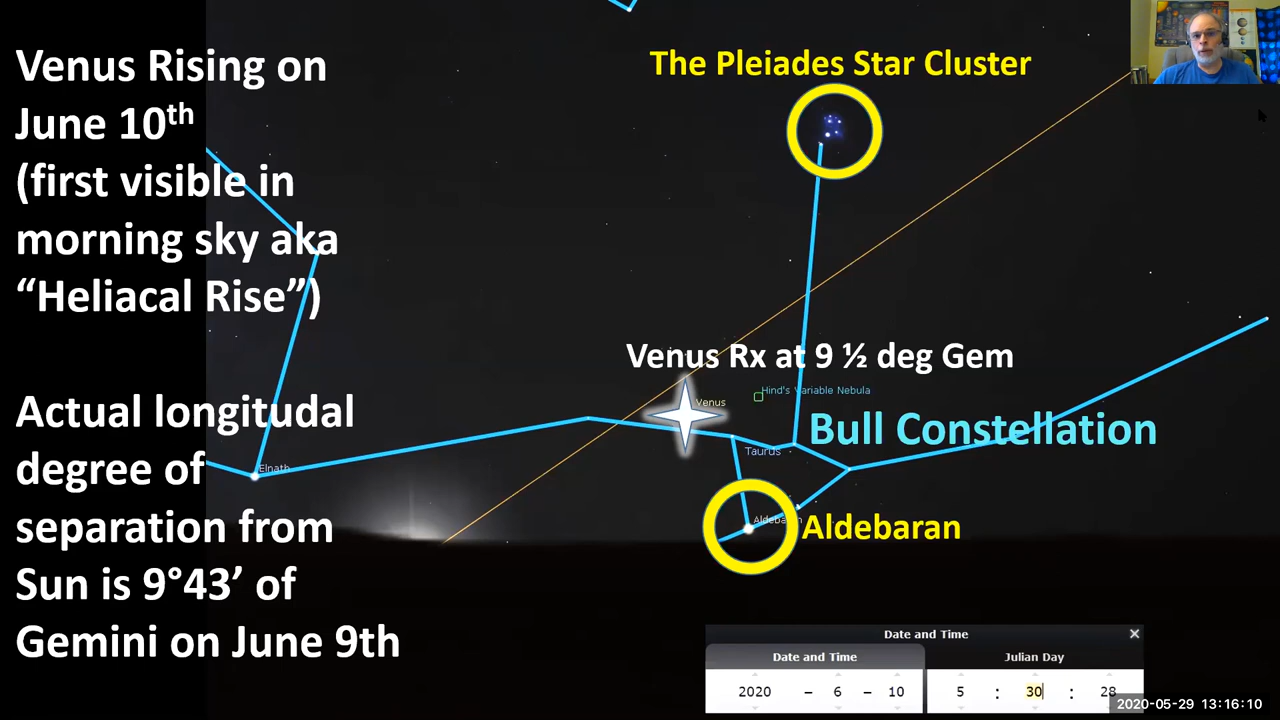 Venus Rising on
June 10th
(first visible in
morning sky aka
“Heliacal Rise”)
Actual longitudal
degree of
separation from
Sun is 9°43’ of
Gemini on June 9th
The Pleiades Star Cluster
Venus Rx at 9 ½ deg Gem
Hind's Variable Nebula
Venus
Bull Constellation
Taurus
Elnath
Aldebaran
Aldebaran
Date and Time
Date and Time
Julian Day
2020 – 6 – 10 5 : 30 : 28
2020-05-29 13:16:10